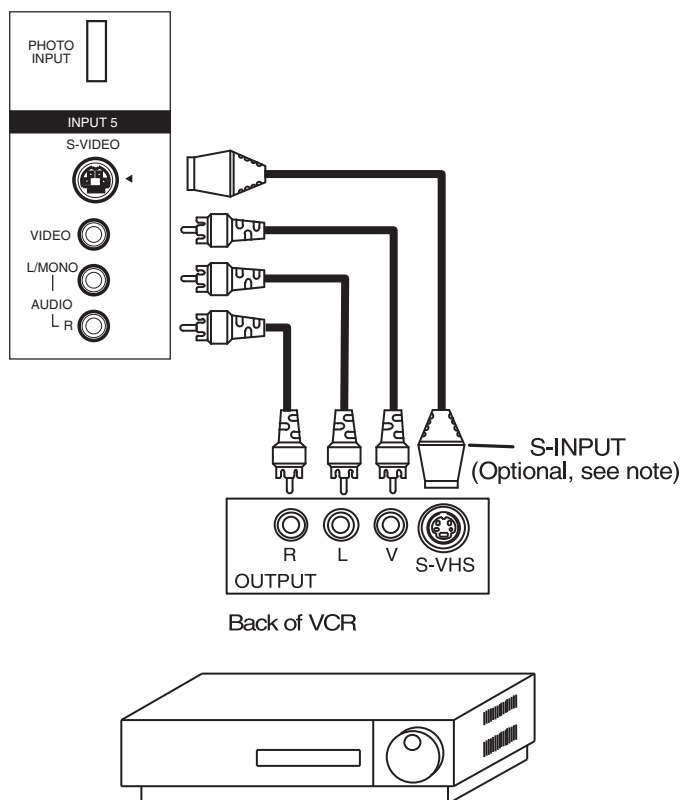 PHOTO
INPUT
INPUT 5
S-VIDEO
VIDEO
L/MONO
AUDIO
R
S-INPUT
(Optional, see note)
R L V S-VHS
OUTPUT
Back of VCR